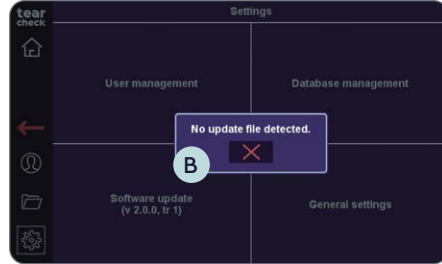 tear
check
Settings
User management
Database management
No update file detected.
B
Software update
(v 2.0.0, tr 1)
General settings